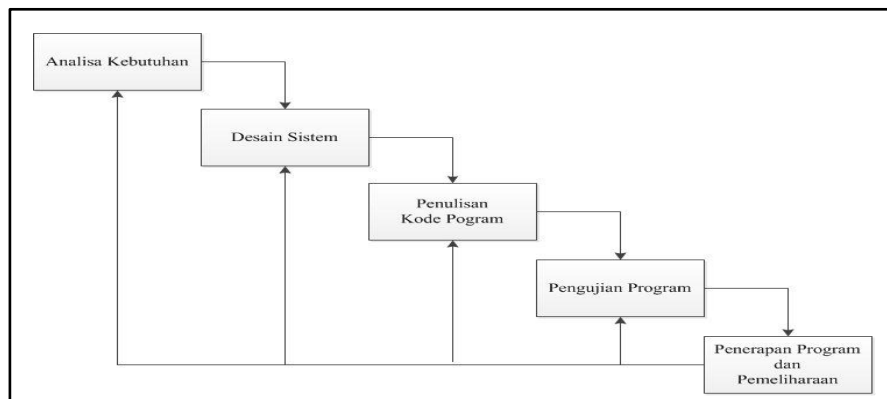 Analisa Kebutuhan
Desain Sistem
Penulisan
Kode Pogram
Pengujian Program
Penerapan Program
dan
Pemeliharaan